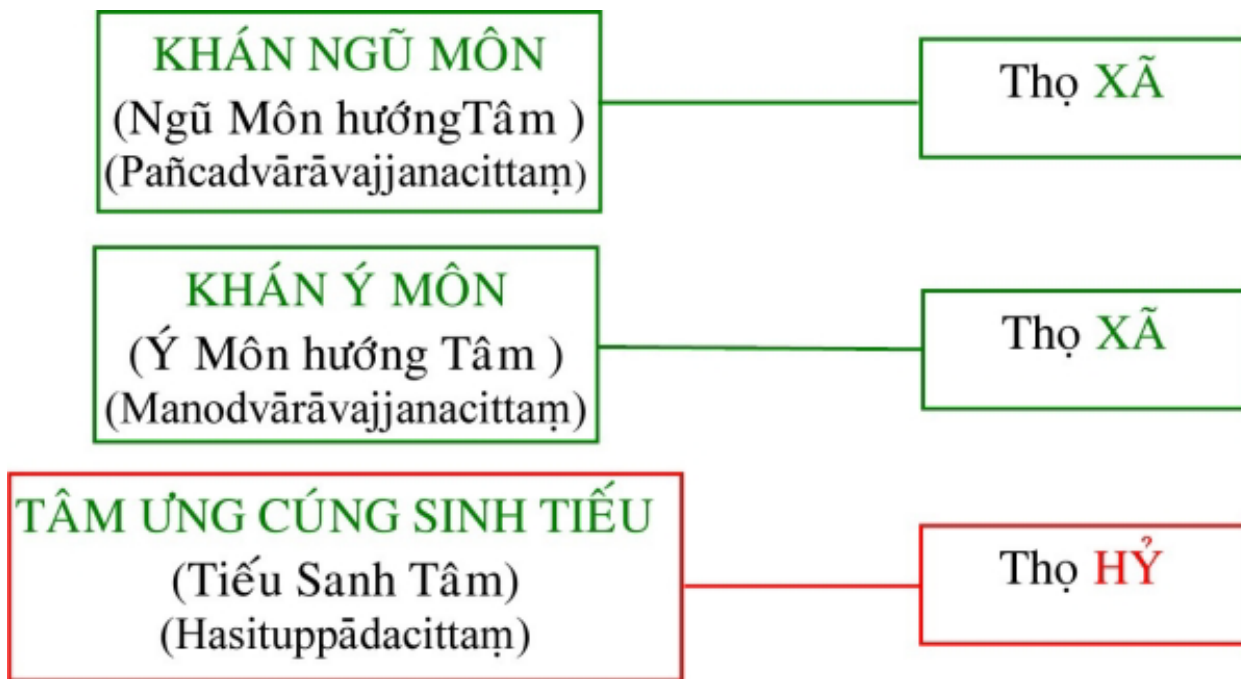 KHÁN NGŨ MÔN
(Ngũ Môn hướngTâm )
(Pañcadvārāvajjanacittaṃ)
Thọ XÃ
KHÁN Ý MÔN
(Ý Môn hướng Tâm )
(Manodvārāvajjanacittaṃ)
Thọ XÃ
TÂM ƯNG CÚNG SINH TIẾU
(Tiếu Sanh Tâm)
(Hasituppādacittaṃ)
Thọ HỶ